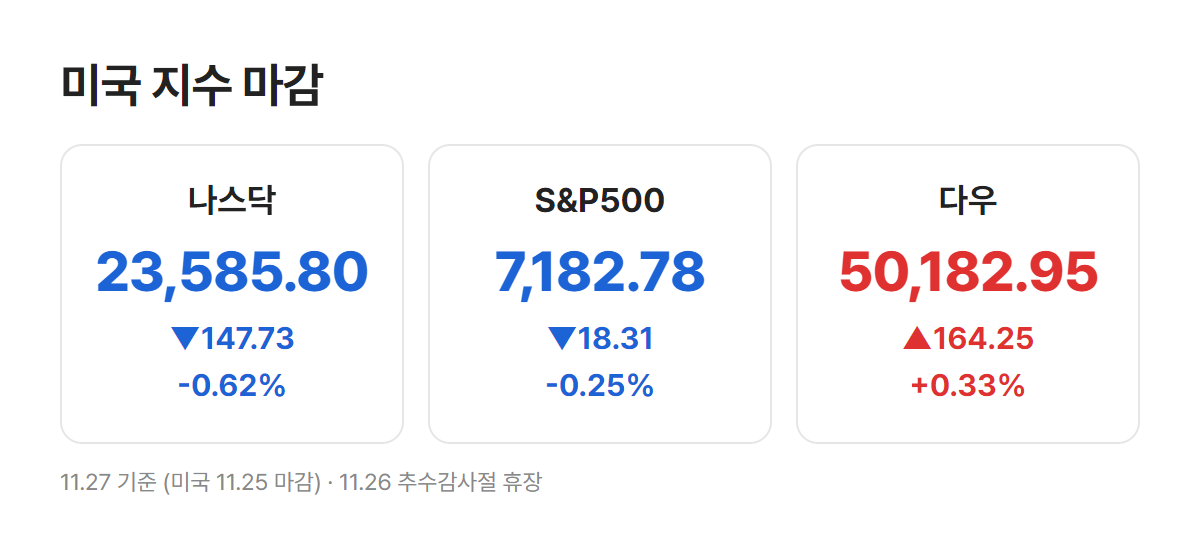 미국 지수 마감
나스닥
23,585.80
▼147.73
-0.62%
S&P500
7,182.78
▼18.31
-0.25%
다우
50,182.95
▲164.25
+0.33%
11.27 기준 (미국 11.25 마감) · 11.26 추수감사절 휴장